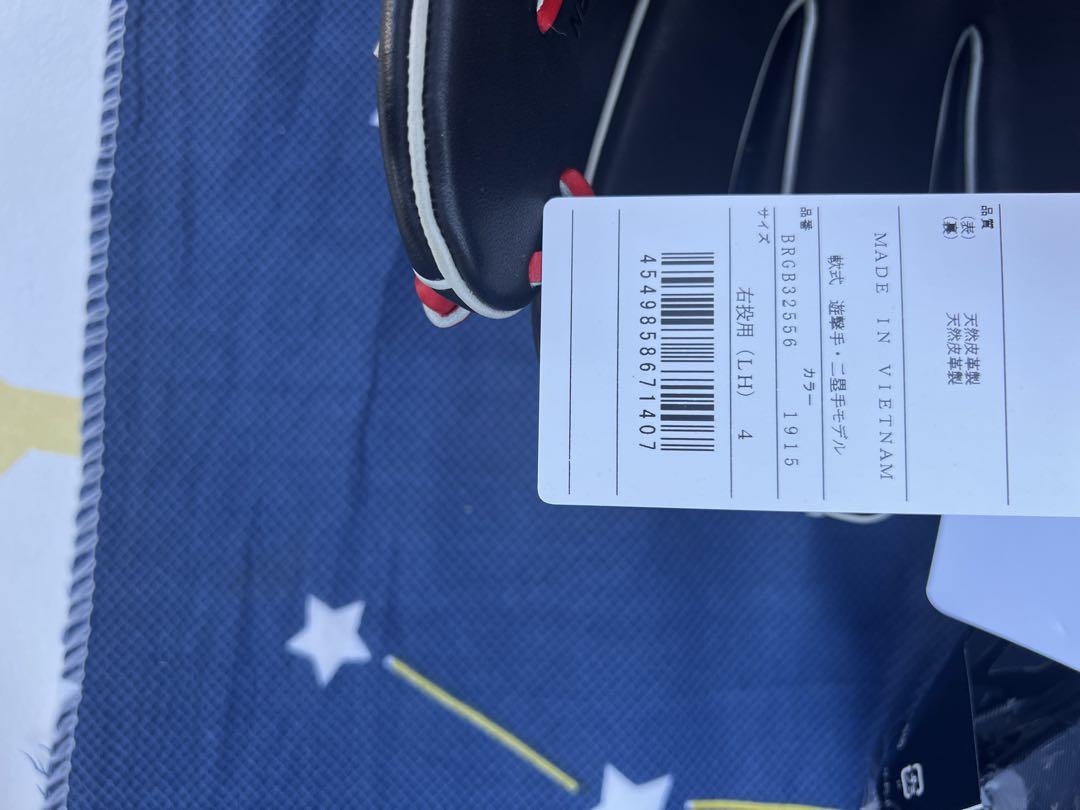 品質
(表) 天然皮革製
(裏) 天然皮革製
MADE IN VIETNAM
軟式 遊撃手・二塁手モデル
品番 BRGB32556 カラー 1915
サイズ 右投用(LH) 4
4549858671407
プラ